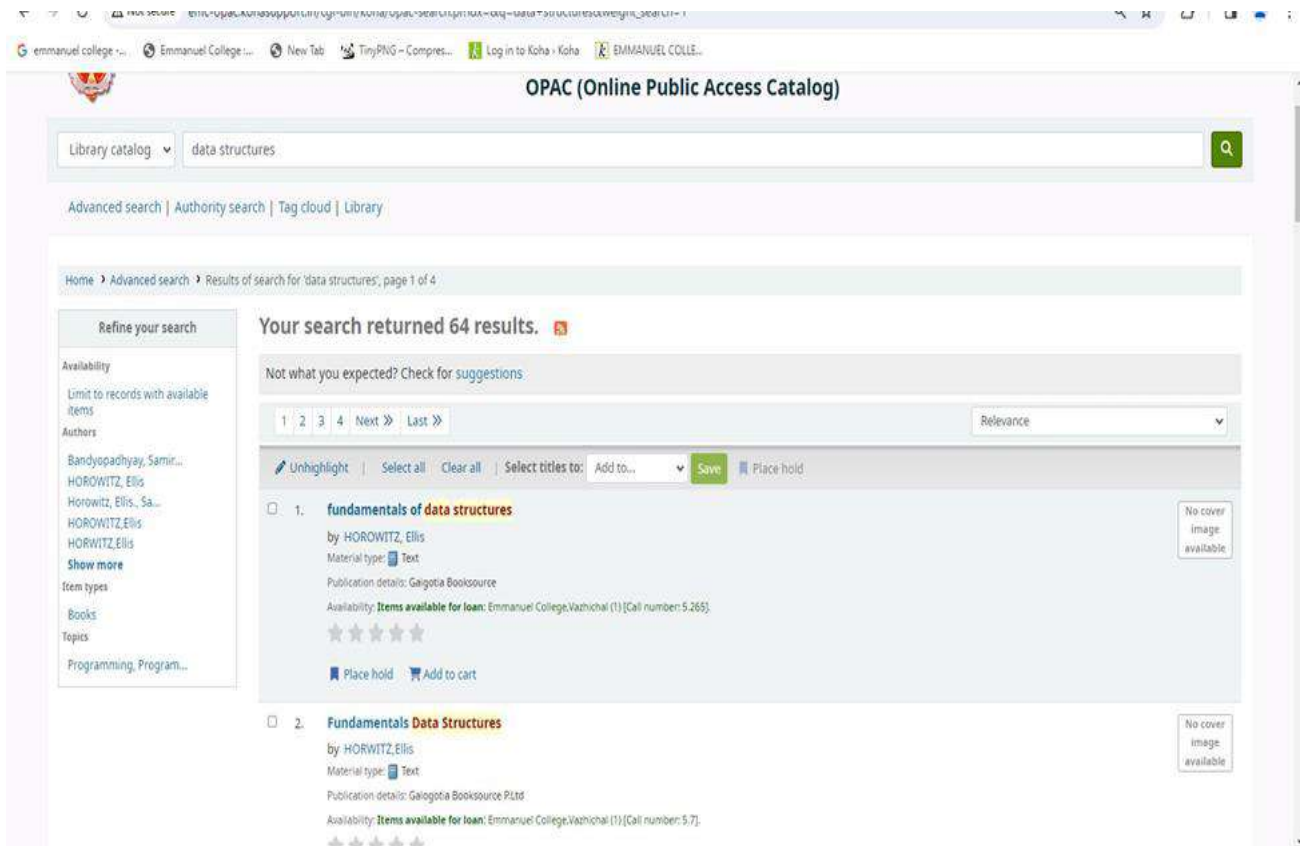 Not secure
emmanuel college -... Emmanuel College :... New Tab TinyPNG – Compres... Log in to Koha › Koha EMMANUEL COLLE...
OPAC (Online Public Access Catalog)
Library catalog data structures
Advanced search | Authority search | Tag cloud | Library
Home › Advanced search › Results of search for 'data structures', page 1 of 4
Refine your search
Availability
Limit to records with available
items
Authors
Bandyopadhyay, Samir...
HOROWITZ, Ellis
Horowitz, Ellis., Sa...
HOROWITZ,Ellis
HORWITZ,Ellis
Show more
Item types
Books
Topics
Programming, Program...
Your search returned 64 results.
Not what you expected? Check for suggestions
1 2 3 4 Next » Last » Relevance
Unhighlight | Select all Clear all | Select titles to: Add to... Save Place hold
1. fundamentals of data structures
by HOROWITZ, Ellis
Material type: Text
Publication details: Galgotia Booksource
Availability: Items available for loan: Emmanuel College,Vazhichal (1) [Call number: 5.265].
Place hold Add to cart
No cover
image
available
2. Fundamentals Data Structures
by HORWITZ,Ellis
Material type: Text
Publication details: Galogotia Booksource P.Ltd
Availability: Items available for loan: Emmanuel College,Vazhichal (1) [Call number: 5.7].
No cover
image
available